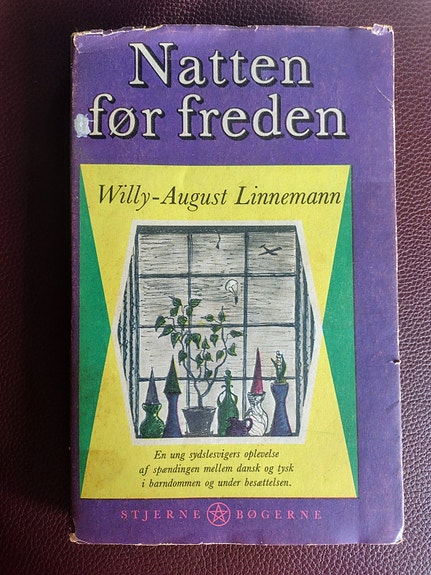 Natten
før freden
Willy-August Linnemann
En ung sydslesvigers oplevelse
af spændingen mellem dansk og tysk
i barndommen og under besættelsen.
STJERNE BØGERNE